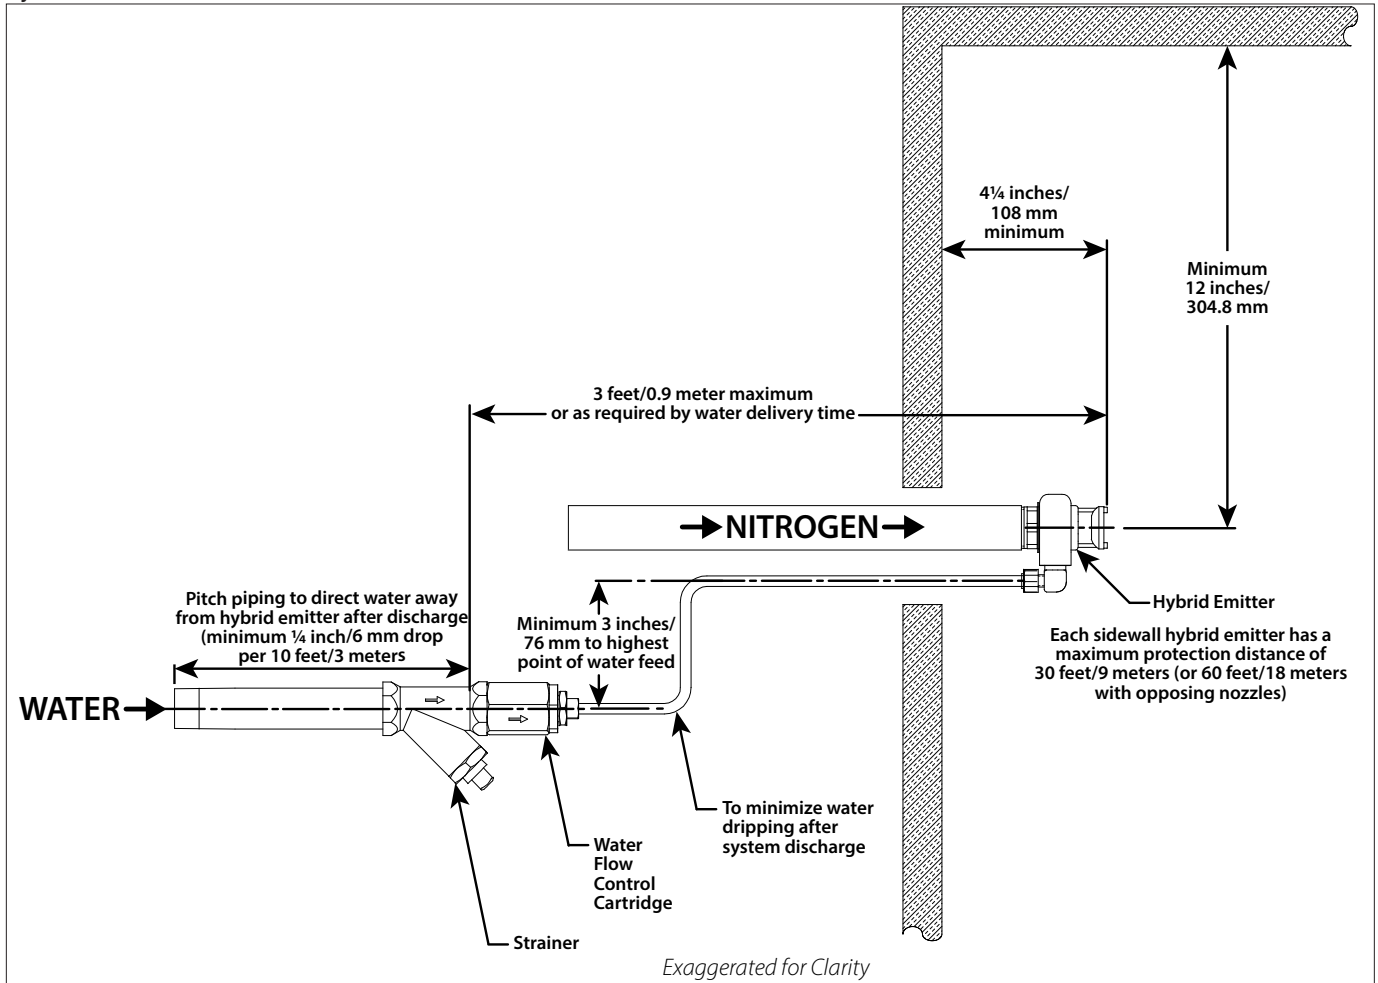 4¼ inches/
108 mm
minimum
Minimum
12 inches/
304.8 mm
3 feet/0.9 meter maximum
or as required by water delivery time
NITROGEN
Pitch piping to direct water away
from hybrid emitter after discharge
(minimum ¼ inch/6 mm drop
per 10 feet/3 meters
Minimum 3 inches/
76 mm to highest
point of water feed
Hybrid Emitter
Each sidewall hybrid emitter has a
maximum protection distance of
30 feet/9 meters (or 60 feet/18 meters
with opposing nozzles)
WATER
To minimize water
dripping after
system discharge
Water
Flow
Control
Cartridge
Strainer
Exaggerated for Clarity